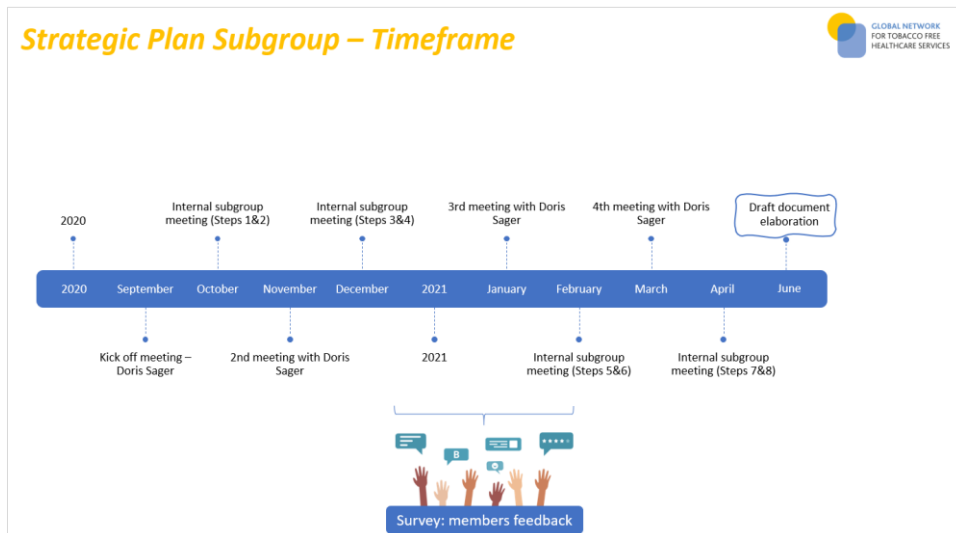 Strategic Plan Subgroup – Timeframe
GLOBAL NETWORK
FOR TOBACCO FREE
HEALTHCARE SERVICES
2020
Internal subgroup
meeting (Steps 1&2)
Internal subgroup
meeting (Steps 3&4)
3rd meeting with Doris
Sager
4th meeting with Doris
Sager
Draft document
elaboration
2020 September October November December 2021 January February March April June
Kick off meeting –
Doris Sager
2nd meeting with Doris
Sager
2021
Internal subgroup
meeting (Steps 5&6)
Internal subgroup
meeting (Steps 7&8)
B
Survey: members feedback